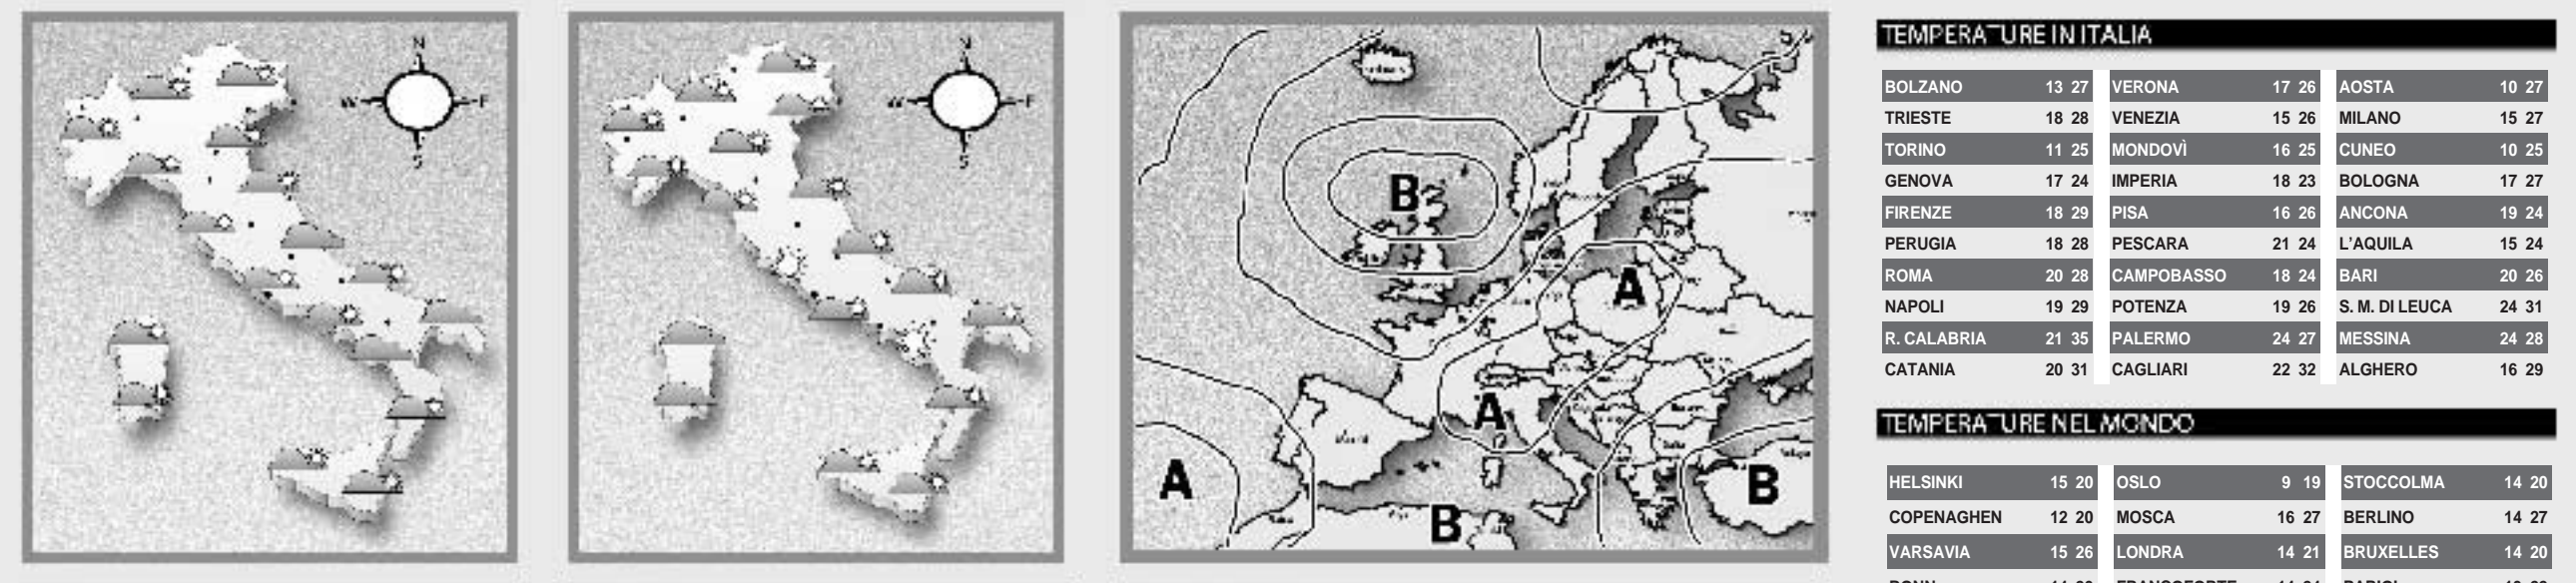 N
W
S
N
W
S
B
A
A
A
B
B
TEMPERATURE IN ITALIA
BOLZANO 13 27 VERONA 17 26 AOSTA 10 27
TRIESTE 18 28 VENEZIA 15 26 MILANO 15 27
TORINO 11 25 MONDOVÌ 16 25 CUNEO 10 25
GENOVA 17 24 IMPERIA 18 23 BOLOGNA 17 27
FIRENZE 18 29 PISA 16 26 ANCONA 19 24
PERUGIA 18 28 PESCARA 21 24 L'AQUILA 15 24
ROMA 20 28 CAMPOBASSO 18 24 BARI 20 26
NAPOLI 19 29 POTENZA 19 26 S. M. DI LEUCA 24 31
R. CALABRIA 21 35 PALERMO 24 27 MESSINA 24 28
CATANIA 20 31 CAGLIARI 22 32 ALGHERO 16 29
TEMPERATURE NEL MONDO
HELSINKI 15 20 OSLO 9 19 STOCCOLMA 14 20
COPENAGHEN 12 20 MOSCA 16 27 BERLINO 14 27
VARSAVIA 15 26 LONDRA 14 21 BRUXELLES 14 20